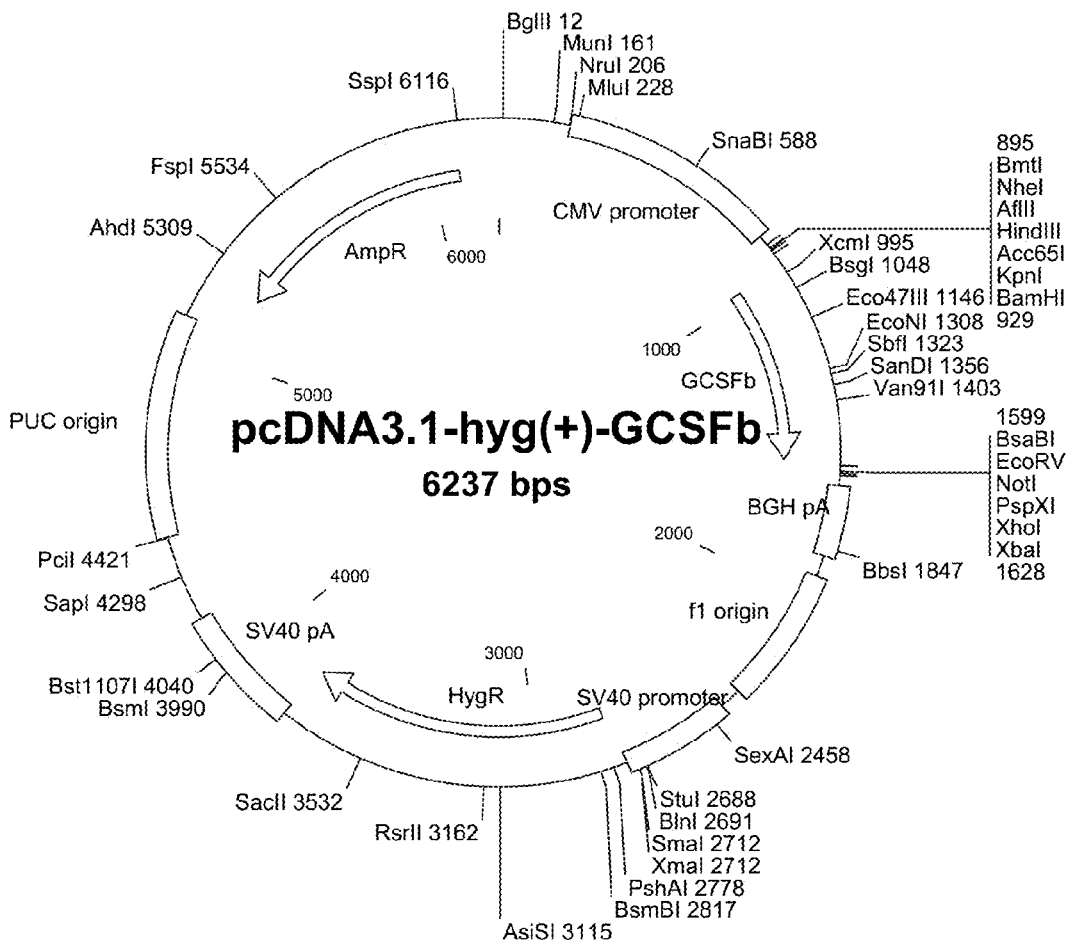 BglII 12
MunI 161
NruI 206
MluI 228
SspI 6116
SnaBI 588
FspI 5534
AhdI 5309
CMV promoter
AmpR
6000
I
895
BmtI
NheI
AflII
HindIII
Acc65I
KpnI
BamHI
929
XcmI 995
BsgI 1048
Eco47III 1146
EcoNI 1308
SbfI 1323
SanDI 1356
Van91I 1403
1000
GCSFb
5000
PUC origin
pcDNA3.1-hyg(+)-GCSFb
6237 bps
1599
BsaBI
EcoRV
NotI
PspXI
XhoI
XbaI
1628
BGH pA
2000
BbsI 1847
PciI 4421
SapI 4298
4000
f1 origin
SV40 pA
3000
Bst1107I 4040
BsmI 3990
HygR
SV40 promoter
SexAI 2458
SacII 3532
RsrII 3162
StuI 2688
BlnI 2691
SmaI 2712
XmaI 2712
PshAI 2778
BsmBI 2817
AsiSI 3115